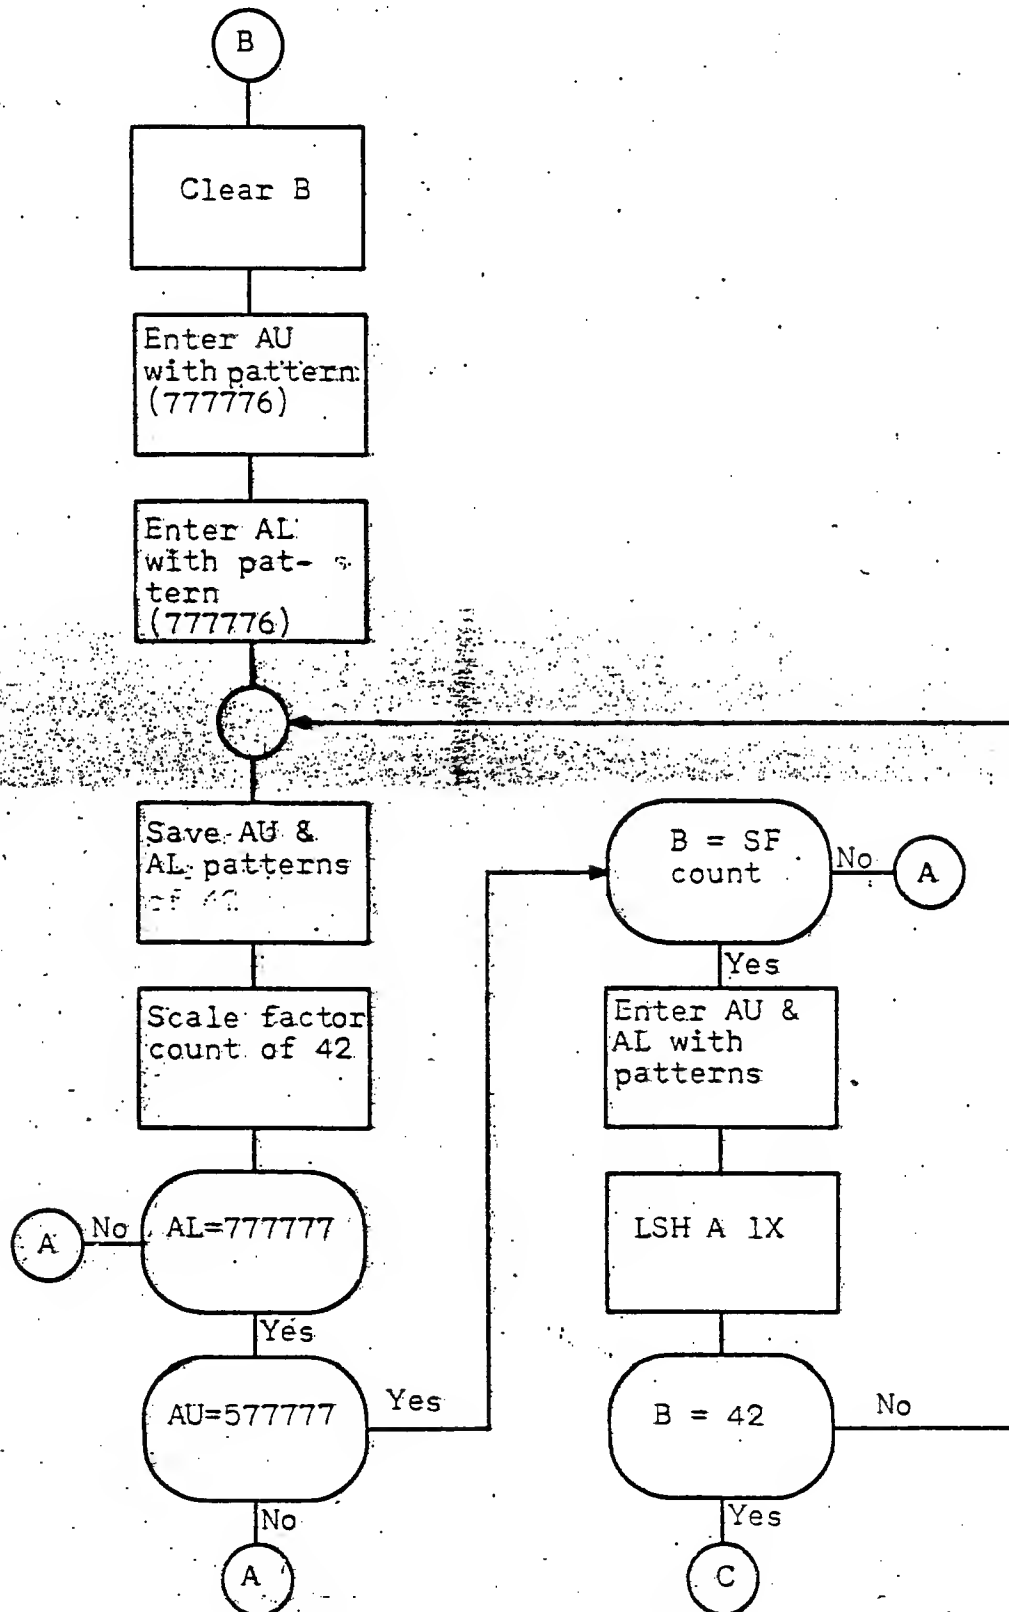 B
Clear B
Enter AU
with pattern
(777776)
Enter AL
with pat-
tern
(777776)
Save AU &
AL patterns
Scale factor
count of 42
A
No
AL=777777
Yes
AU=577777
Yes
No
A
B = SF
count
No
A
Yes
Enter AU &
AL with
patterns
LSH A 1X
B = 42
No
Yes
C